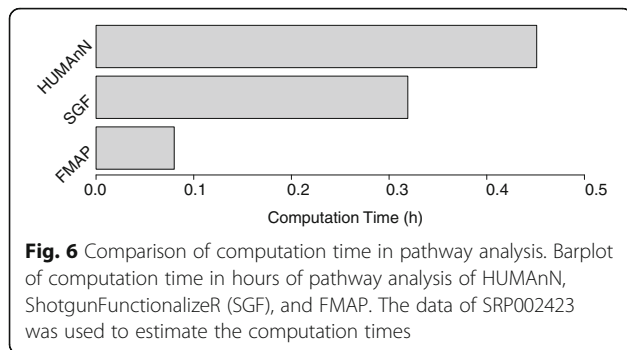 HUMAnN
SGF
FMAP
0.0 0.1 0.2 0.3 0.4 0.5
Computation Time (h)
Fig. 6 Comparison of computation time in pathway analysis. Barplot
of computation time in hours of pathway analysis of HUMAnN,
ShotgunFunctionalizeR (SGF), and FMAP. The data of SRP002423
was used to estimate the computation times